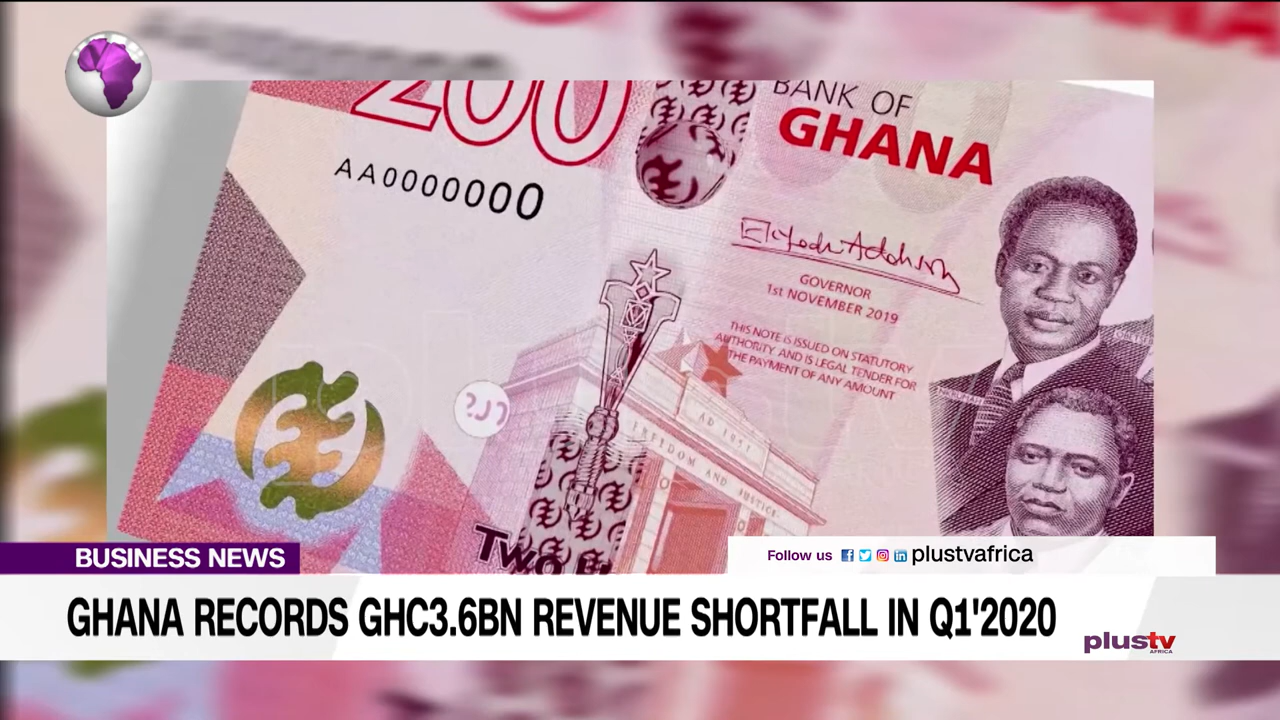 200
BANK OF
GHANA
AA0000000
GOVERNOR
1st NOVEMBER 2019
THIS NOTE IS ISSUED ON STATUTORY
AUTHORITY AND IS LEGAL TENDER FOR
THE PAYMENT OF ANY AMOUNT
AD 1957
FREEDOM AND JUSTICE
TWO
BUSINESS NEWS
Follow us plustvafrica
GHANA RECORDS GHC3.6BN REVENUE SHORTFALL IN Q1'2020
plustv
AFRICA